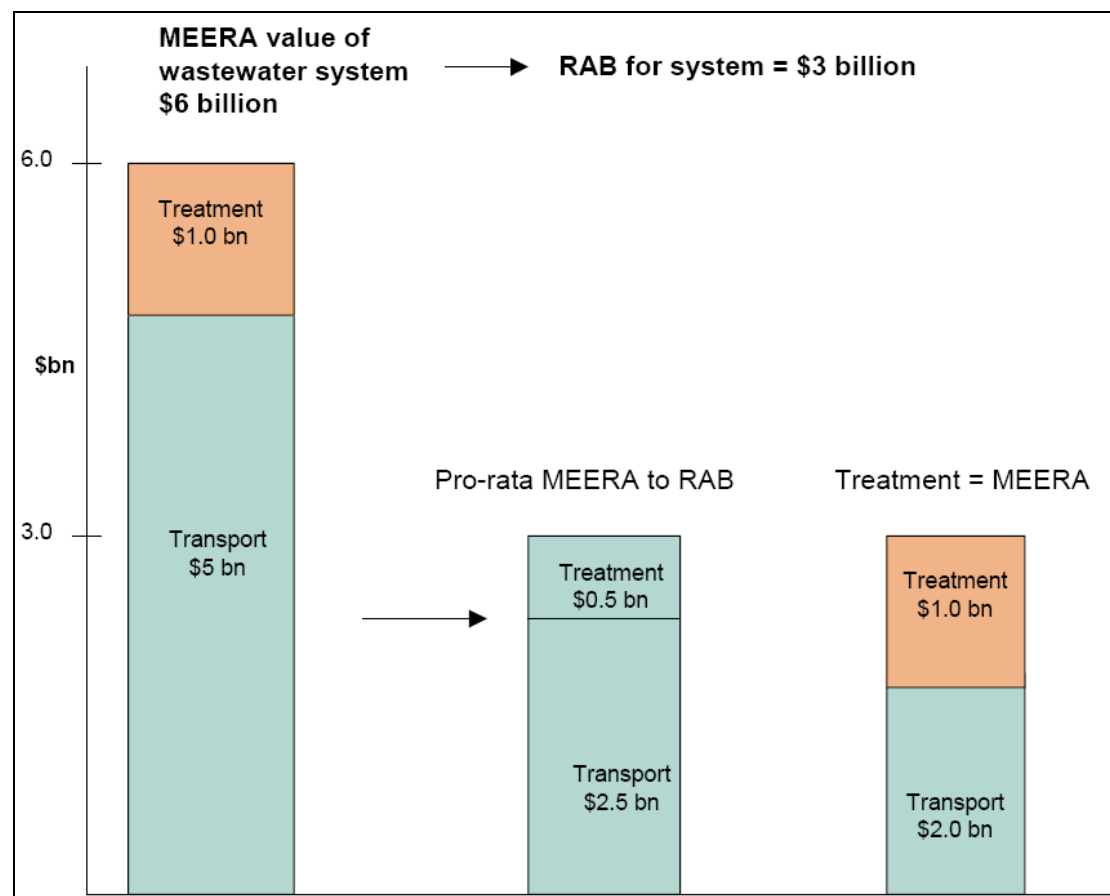 MEERA value of
wastewater system
$6 billion
RAB for system = $3 billion
6.0
Treatment
$1.0 bn
$bn
Pro-rata MEERA to RAB
Treatment = MEERA
3.0
Transport
$5 bn
Treatment
$0.5 bn
Treatment
$1.0 bn
Transport
$2.5 bn
Transport
$2.0 bn